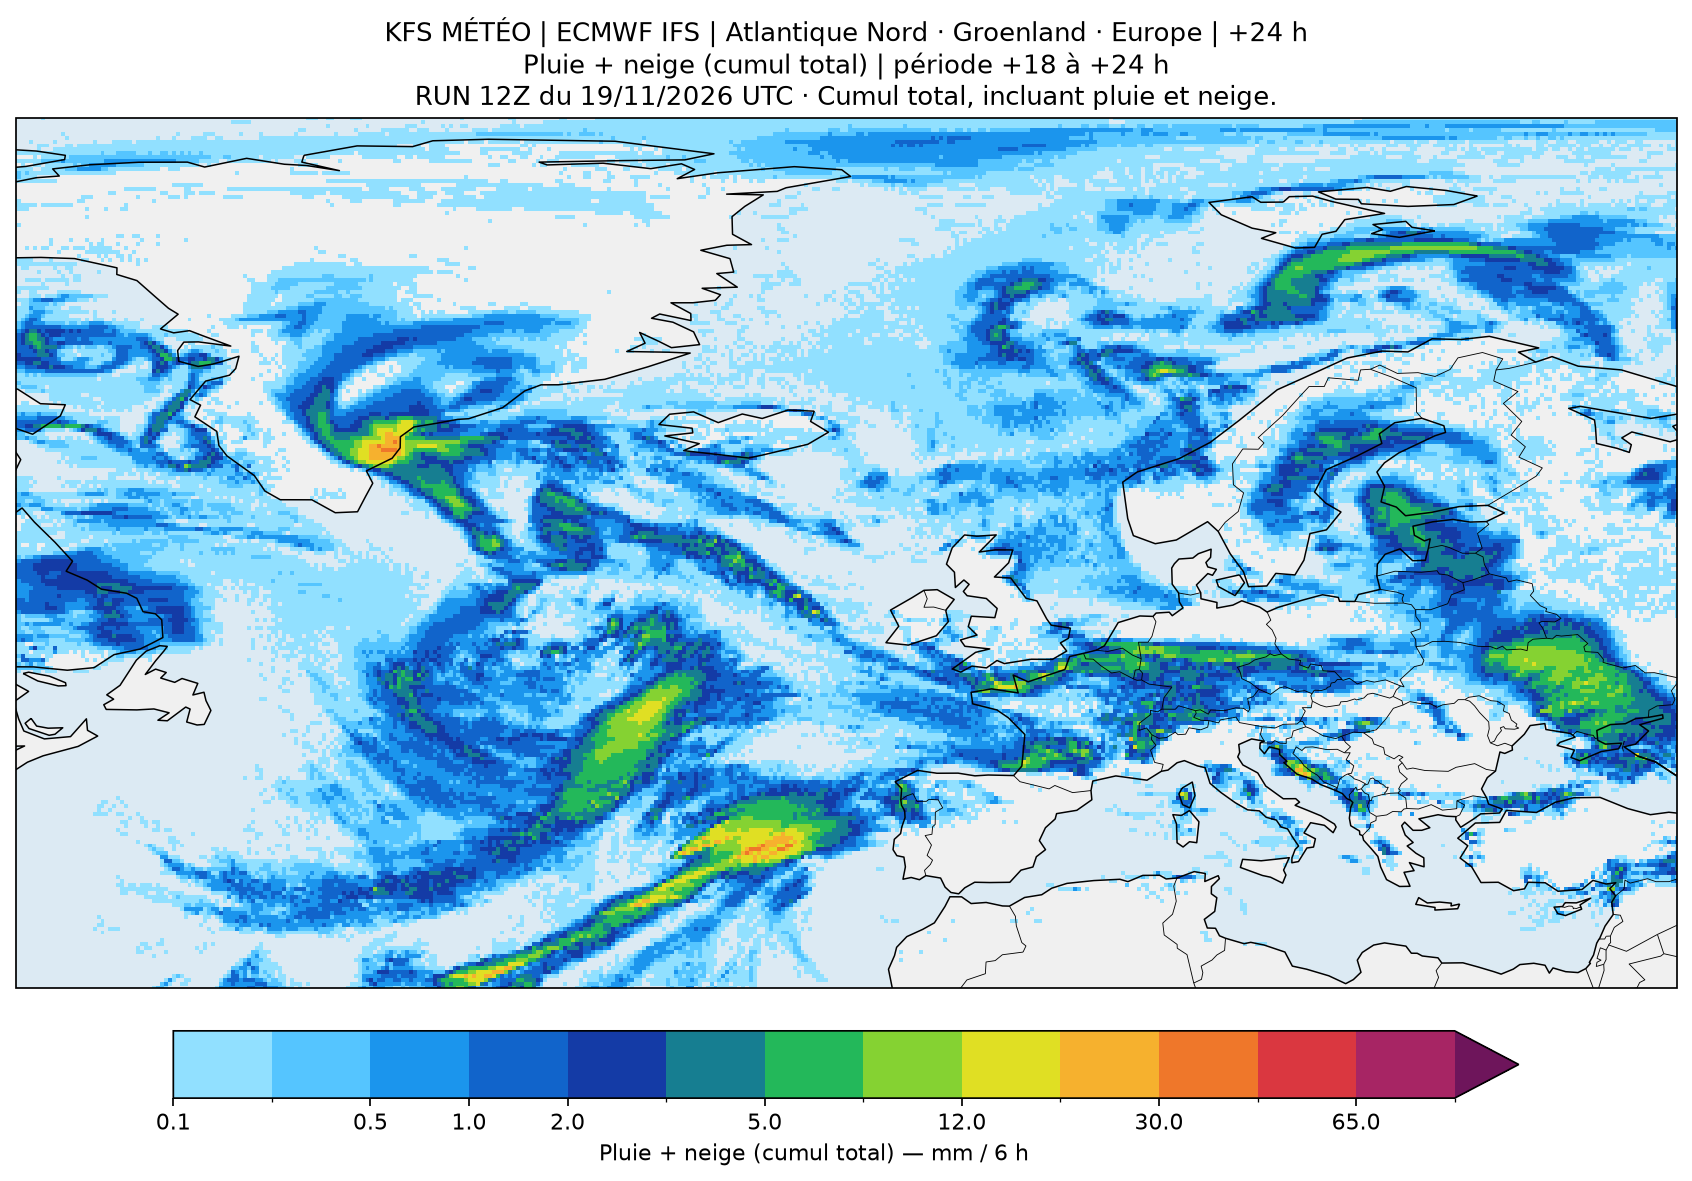 KFS MÉTÉO | ECMWF IFS | Atlantique Nord · Groenland · Europe | +24 h
Pluie + neige (cumul total) | période +18 à +24 h
RUN 12Z du 19/11/2026 UTC · Cumul total, incluant pluie et neige.
0.1 0.5 1.0 2.0 5.0 12.0 30.0 65.0
Pluie + neige (cumul total) — mm / 6 h